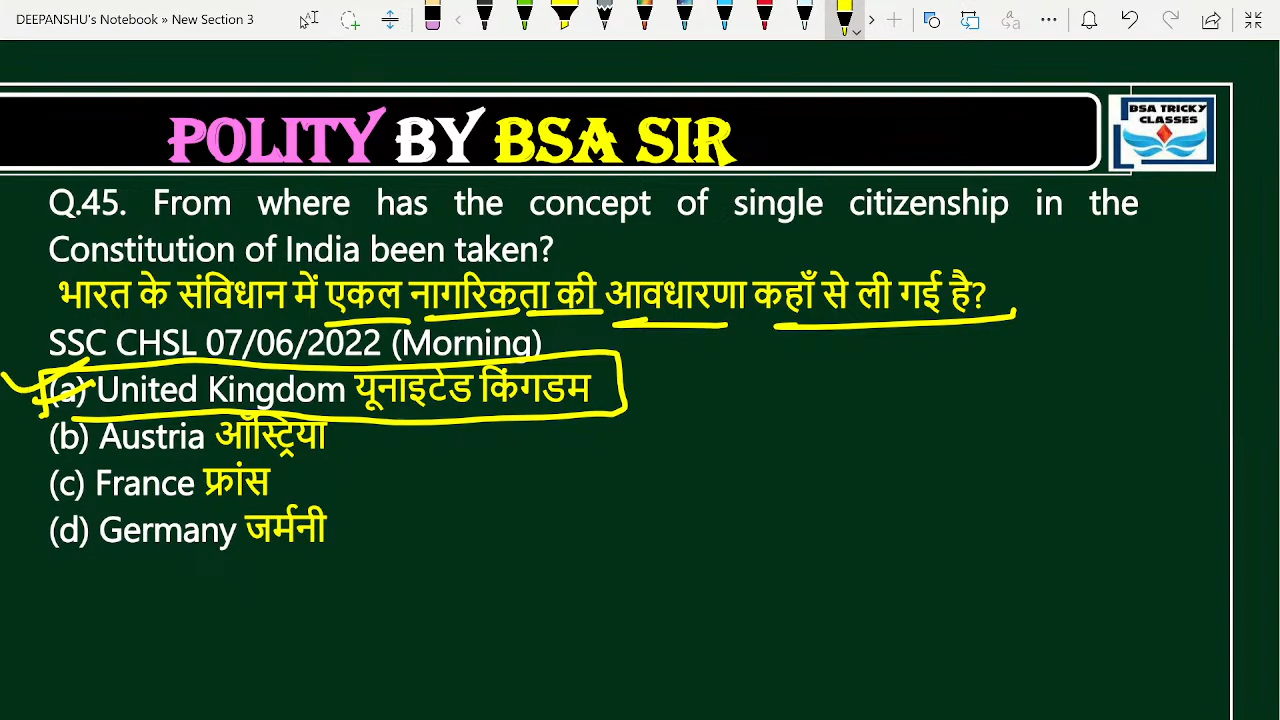 DEEPANSHU's Notebook » New Section 3
POLITY BY BSA SIR
BSA TRICKY
CLASSES
Q.45. From where has the concept of single citizenship in the
Constitution of India been taken?
भारत के संविधान में एकल नागरिकता की आवधारणा कहाँ से ली गई है?
SSC CHSL 07/06/2022 (Morning)
(a) United Kingdom यूनाइटेड किंगडम
(b) Austria ऑस्ट्रिया
(c) France फ्रांस
(d) Germany जर्मनी